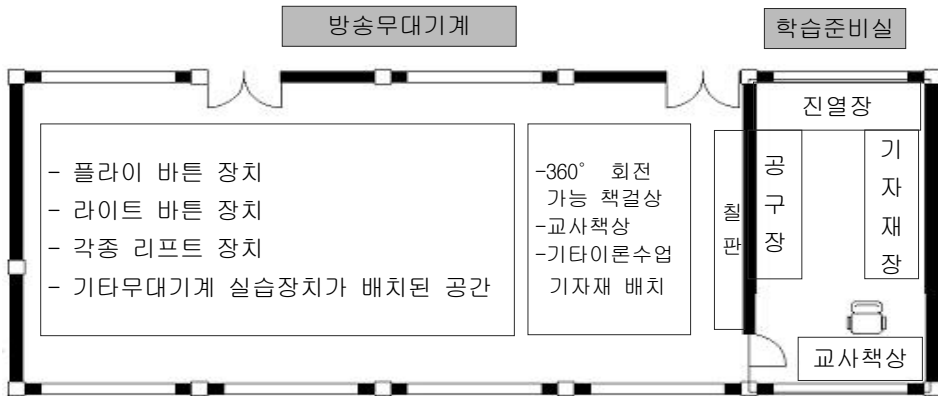 방송무대기계
학습준비실
- 플라이 바튼 장치
- 라이트 바튼 장치
- 각종 리프트 장치
- 기타무대기계 실습장치가 배치된 공간
-360° 회전
가능 책걸상
-교사책상
-기타이론수업
기자재 배치
칠판
진열장
공구장
기자재장
교사책상